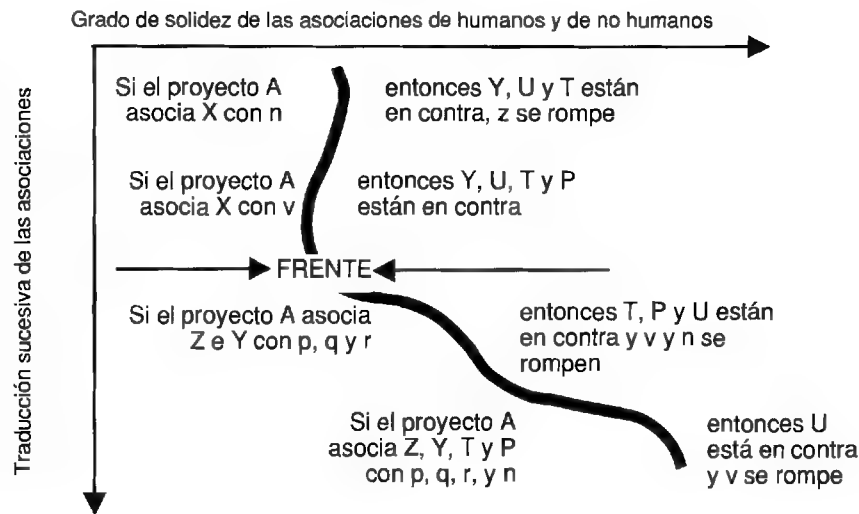 Grado de solidez de las asociaciones de humanos y de no humanos
Traducción sucesiva de las asociaciones
Si el proyecto A
asocia X con n
entonces Y, U y T están
en contra, z se rompe
Si el proyecto A
asocia X con v
entonces Y, U, T y P
están en contra
FRENTE
Si el proyecto A asocia
Z e Y con p, q y r
entonces T, P y U están
en contra y v y n se
rompen
Si el proyecto A
asocia Z, Y, T y P
con p, q, r, y n
entonces U
está en contra
y v se rompe